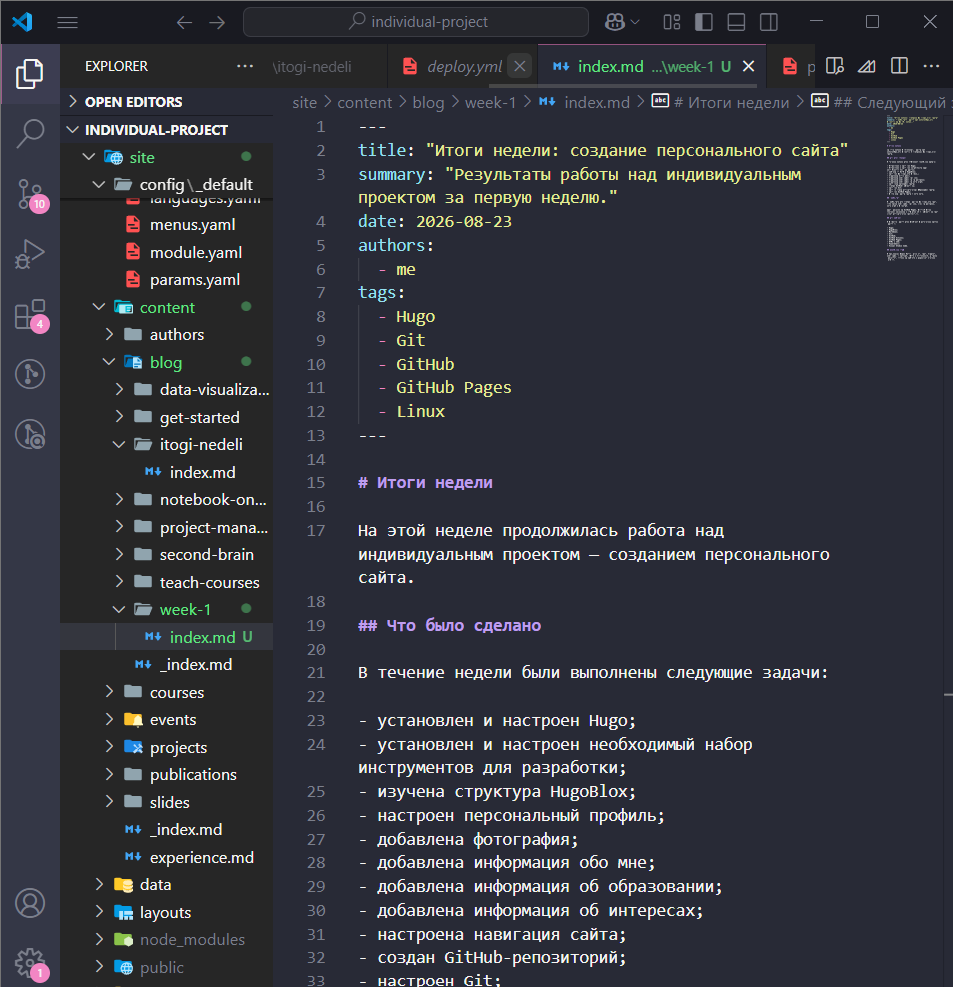 individual-project
EXPLORER
\itogi-nedeli
deploy.yml
index.md ...\week-1 U
OPEN EDITORS
INDIVIDUAL-PROJECT
site
config\_default
languages.yaml
menus.yaml
module.yaml
params.yaml
content
authors
blog
data-visualiza...
get-started
itogi-nedeli
index.md
notebook-on...
project-mana...
second-brain
teach-courses
week-1
index.md U
_index.md
courses
events
projects
publications
slides
_index.md
experience.md
data
layouts
node_modules
public
10
4
1
site > content > blog > week-1 > index.md > # Итоги недели > ## Следующий
1 ---
2 title: "Итоги недели: создание персонального сайта"
3 summary: "Результаты работы над индивидуальным
проектом за первую неделю."
4 date: 2026-08-23
5 authors:
6 - me
7 tags:
8 - Hugo
9 - Git
10 - GitHub
11 - GitHub Pages
12 - Linux
13 ---
14
15 # Итоги недели
16
17 На этой неделе продолжилась работа над
индивидуальным проектом — созданием персонального
сайта.
18
19 ## Что было сделано
20
21 В течение недели были выполнены следующие задачи:
22
23 - установлен и настроен Hugo;
24 - установлен и настроен необходимый набор
инструментов для разработки;
25 - изучена структура HugoBlox;
26 - настроен персональный профиль;
27 - добавлена фотография;
28 - добавлена информация обо мне;
29 - добавлена информация об образовании;
30 - добавлена информация об интересах;
31 - настроена навигация сайта;
32 - создан GitHub-репозиторий;
33 - настроен Git;